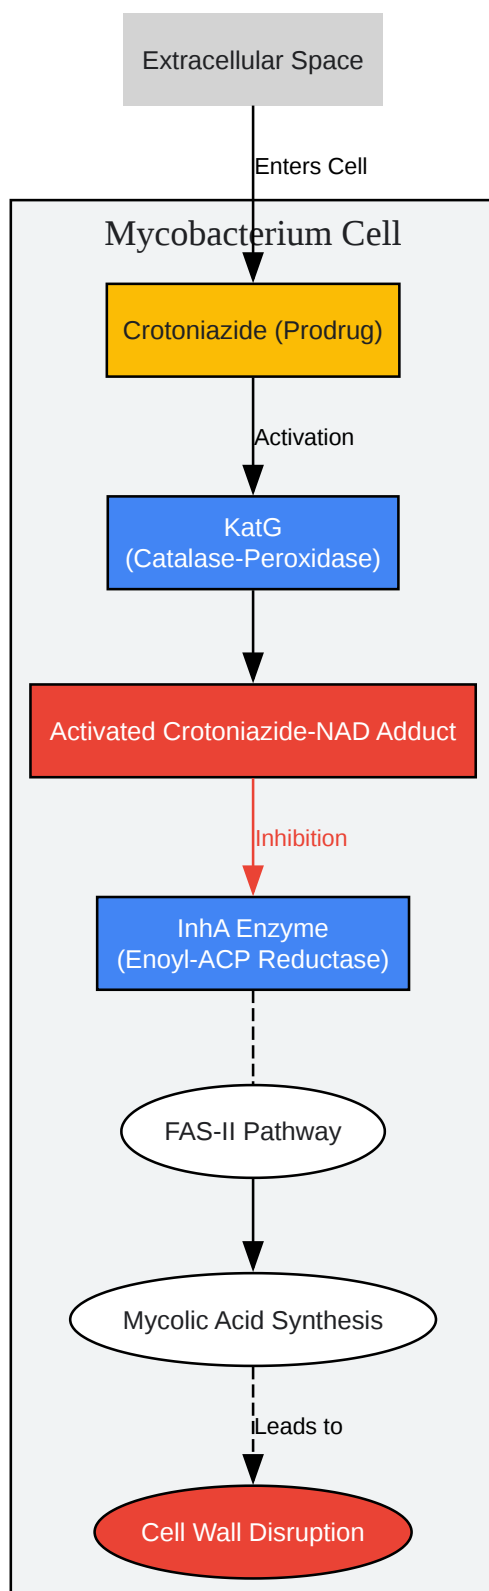 Extracellular Space
Enters Cell
Mycobacterium Cell
Crotoniazide (Prodrug)
Activation
KatG
(Catalase-Peroxidase)
Activated Crotoniazide-NAD Adduct
Inhibition
InhA Enzyme
(Enoyl-ACP Reductase)
FAS-II Pathway
Mycolic Acid Synthesis
Leads to
Cell Wall Disruption